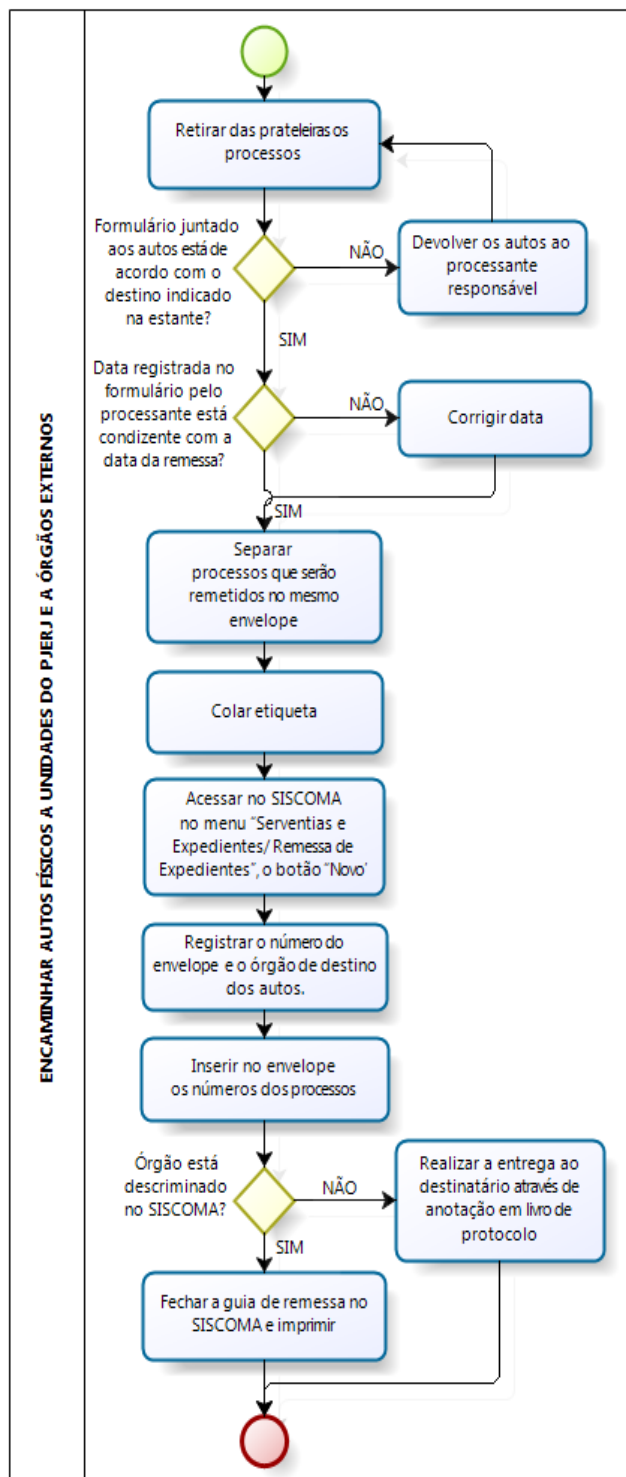 ENCAMINHAR AUTOS FÍSICOS A UNIDADES DO PJERJ E A ÓRGÃOS EXTERNOS
Retirar das prateleiras os
processos
Formulário juntado
aos autos está de
acordo com o
destino indicado
na estante?
NÃO
Devolver os autos ao
processante
responsável
SIM
Data registrada no
formulário pelo
processante está
condizente com a
data da remessa?
NÃO
Corrigir data
SIM
Separar
processos que serão
remetidos no mesmo
envelope
Colar etiqueta
Acessar no SISCOMA
no menu “Serventias e
Expedientes/ Remessa de
Expedientes”, o botão “Novo’
Registrar o número do
envelope e o órgão de destino
dos autos.
Inserir no envelope
os números dos processos
Órgão está
descriminado
no SISCOMA?
NÃO
Realizar a entrega ao
destinatário através de
anotação em livro de
protocolo
SIM
Fechar a guia de remessa no
SISCOMA e imprimir